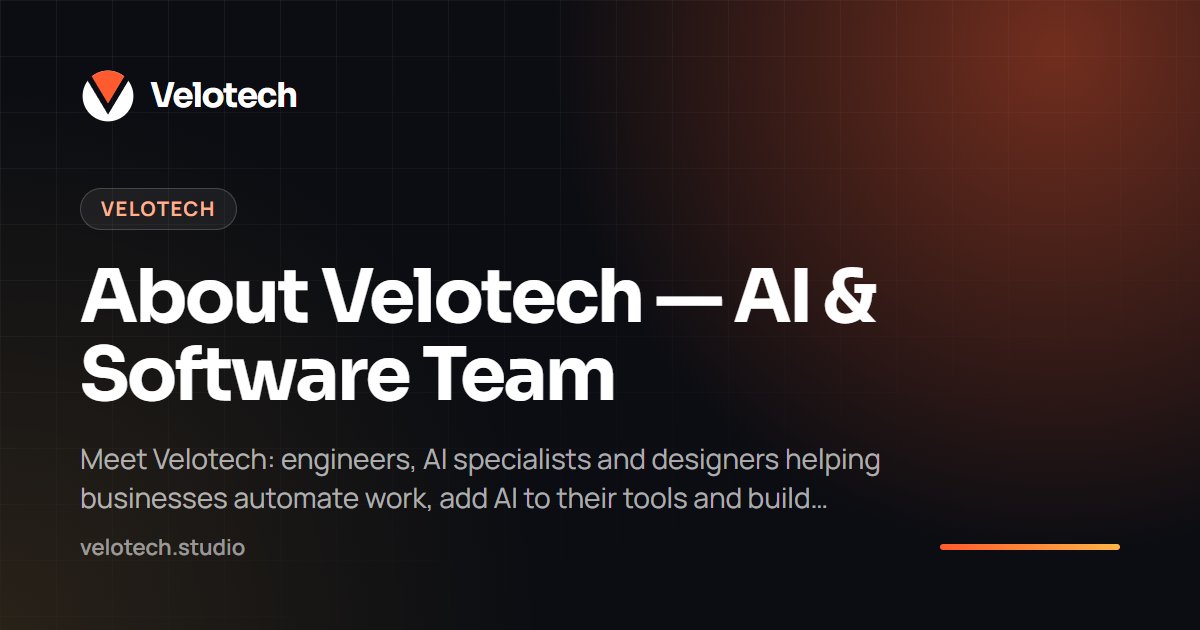 Velotech
VELOTECH
About Velotech — AI &
Software Team
Meet Velotech: engineers, AI specialists and designers helping
businesses automate work, add AI to their tools and build…
velotech.studio